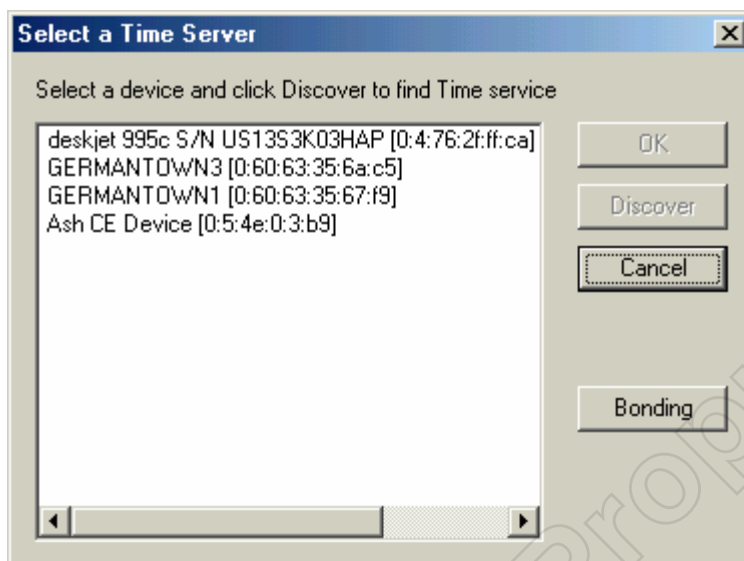 Select a Time Server
Select a device and click Discover to find Time service
deskjet 995c S/N US13S3K03HAP [0:4:76:2f:ff:ca]
GERMANTOWN3 [0:60:63:35:6a:c5]
GERMANTOWN1 [0:60:63:35:67:f9]
Ash CE Device [0:5:4e:0:3:b9]
OK
Discover
Cancel
Bonding